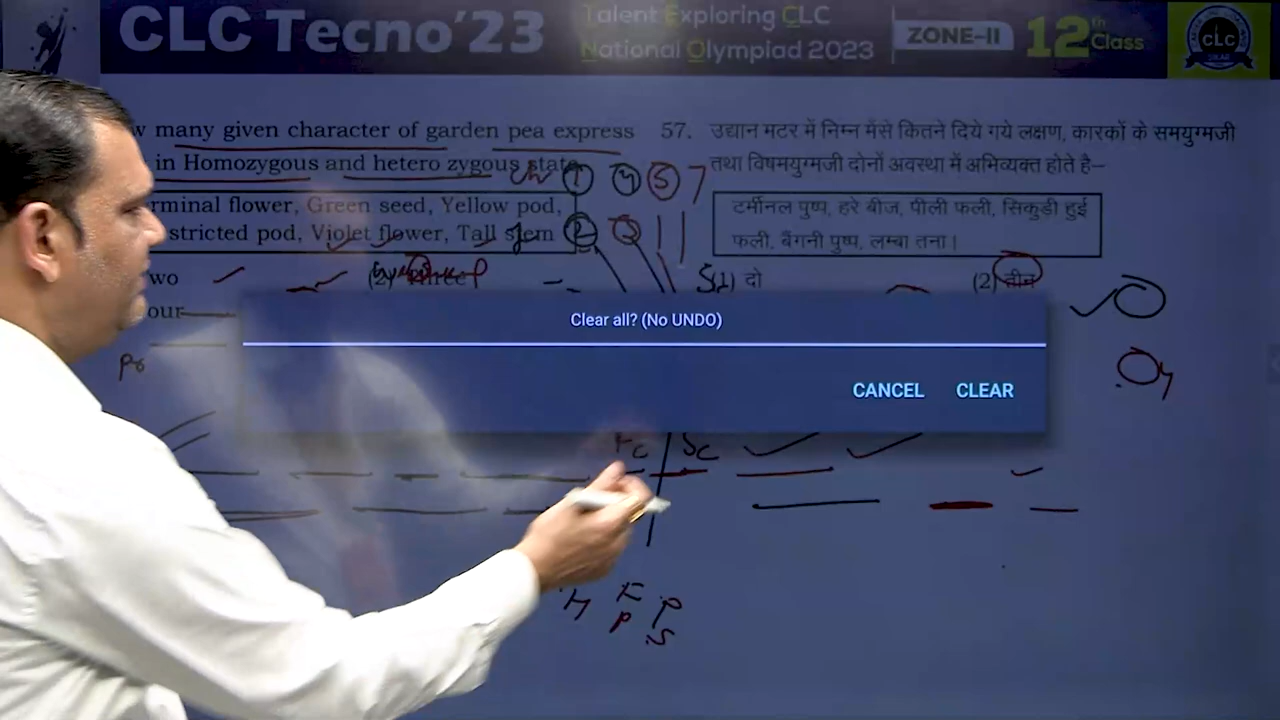 CLC Tecno'23
Talent Exploring CLC
National Olympiad 2023
ZONE-II
12th Class
CLC
many given character of garden pea express
in Homozygous and hetero zygous state
rminal flower, Green seed, Yellow pod,
stricted pod, Violet flower, Tall stem
wo
(2) Three
our
57. उद्यान मटर में निम्न मेंसे कितने दिये गये लक्षण, कारकों के समयुग्मजी
तथा विषमयुग्मजी दोनों अवस्था में अभिव्यक्त होते है–
टर्मीनल पुष्प, हरे बीज, पीली फली, सिकुडी हुई
फली, बैंगनी पुष्प, लम्बा तना।
(1) दो
(2) तीन
Clear all? (No UNDO)
CANCEL
CLEAR